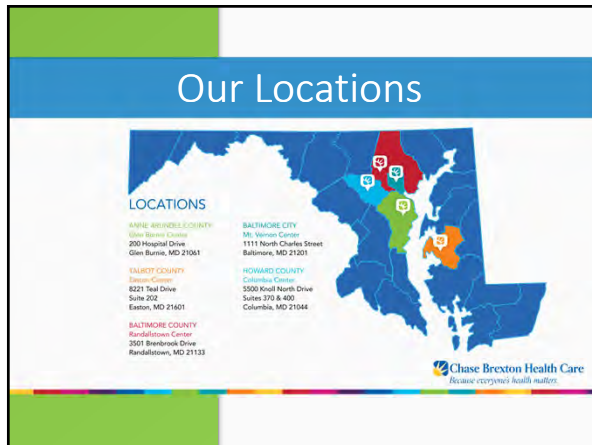 Our Locations
LOCATIONS
ANNE ARUNDEL COUNTY
Glen Burnie Center
200 Hospital Drive
Glen Burnie, MD 21061
TALBOT COUNTY
Easton Center
8221 Teal Drive
Suite 202
Easton, MD 21601
BALTIMORE COUNTY
Randallstown Center
3501 Brenbrook Drive
Randallstown, MD 21133
BALTIMORE CITY
Mt. Vernon Center
1111 North Charles Street
Baltimore, MD 21201
HOWARD COUNTY
Columbia Center
5500 Knoll North Drive
Suites 370 & 400
Columbia, MD 21044
Chase Brexton Health Care
Because everyone's health matters.